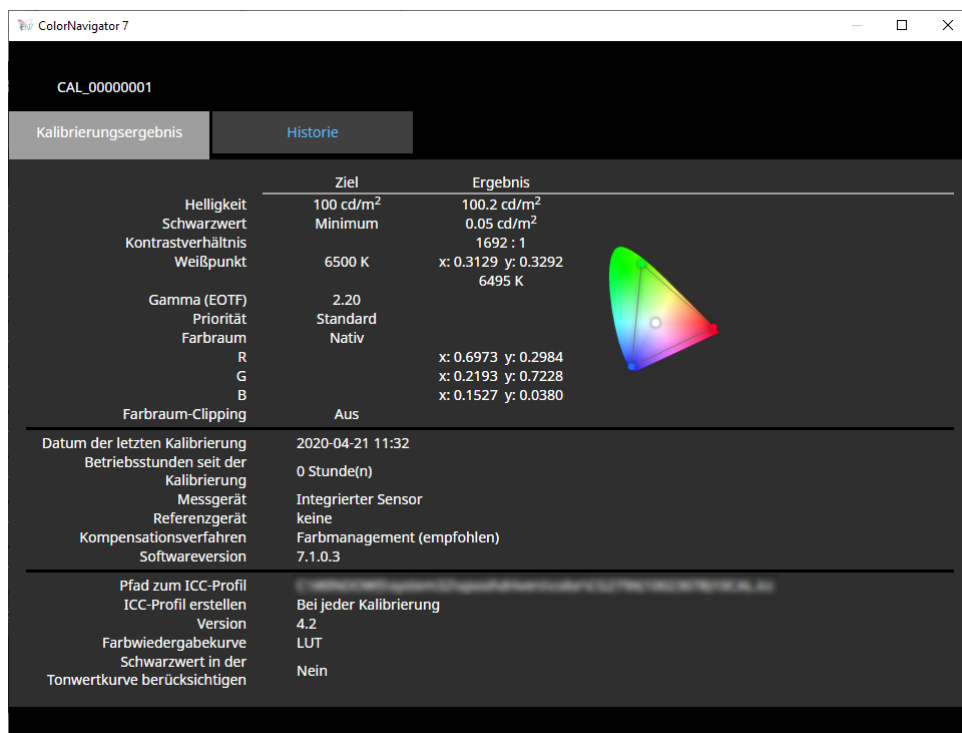 ColorNavigator 7
CAL_00000001
Kalibrierungsergebnis Historie
Ziel Ergebnis
Helligkeit 100 cd/m² 100.2 cd/m²
Schwarzwert Minimum 0.05 cd/m²
Kontrastverhältnis 1692 : 1
Weißpunkt 6500 K x: 0.3129 y: 0.3292
6495 K
Gamma (EOTF) 2.20
Priorität Standard
Farbraum Nativ
R x: 0.6973 y: 0.2984
G x: 0.2193 y: 0.7228
B x: 0.1527 y: 0.0380
Farbraum-Clipping Aus
Datum der letzten Kalibrierung 2020-04-21 11:32
Betriebsstunden seit der
Kalibrierung 0 Stunde(n)
Messgerät Integrierter Sensor
Referenzgerät keine
Kompensationsverfahren Farbmanagement (empfohlen)
Softwareversion 7.1.0.3
Pfad zum ICC-Profil
ICC-Profil erstellen Bei jeder Kalibrierung
Version 4.2
Farbwiedergabekurve LUT
Schwarzwert in der
Tonwertkurve berücksichtigen Nein